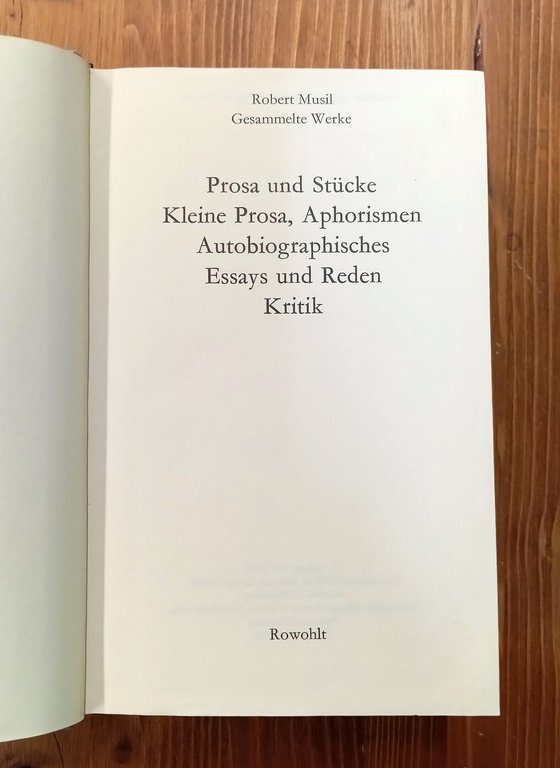 Robert Musil
Gesammelte Werke
Prosa und Stücke
Kleine Prosa, Aphorismen
Autobiographisches
Essays und Reden
Kritik
Rowohlt